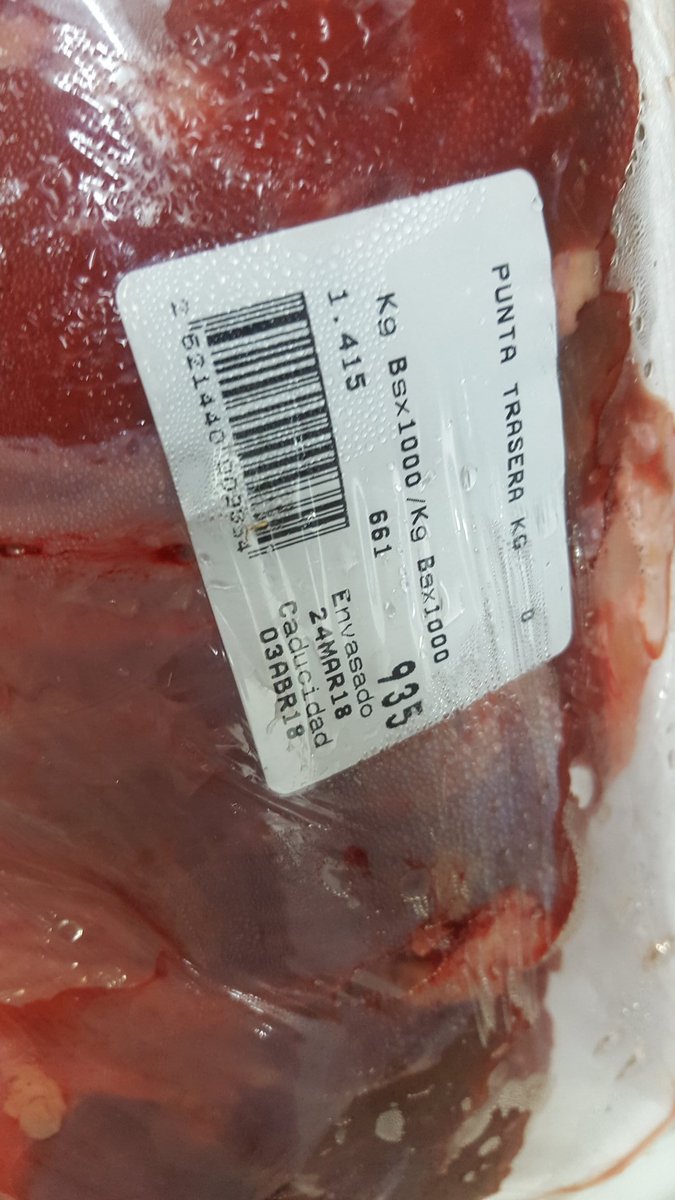 PUNTA TRASERA KG 0
Kg Bsx1000/Kg Bsx1000
1.415 661 935
Envasado
24MAR18
Caducidad
03ABR18